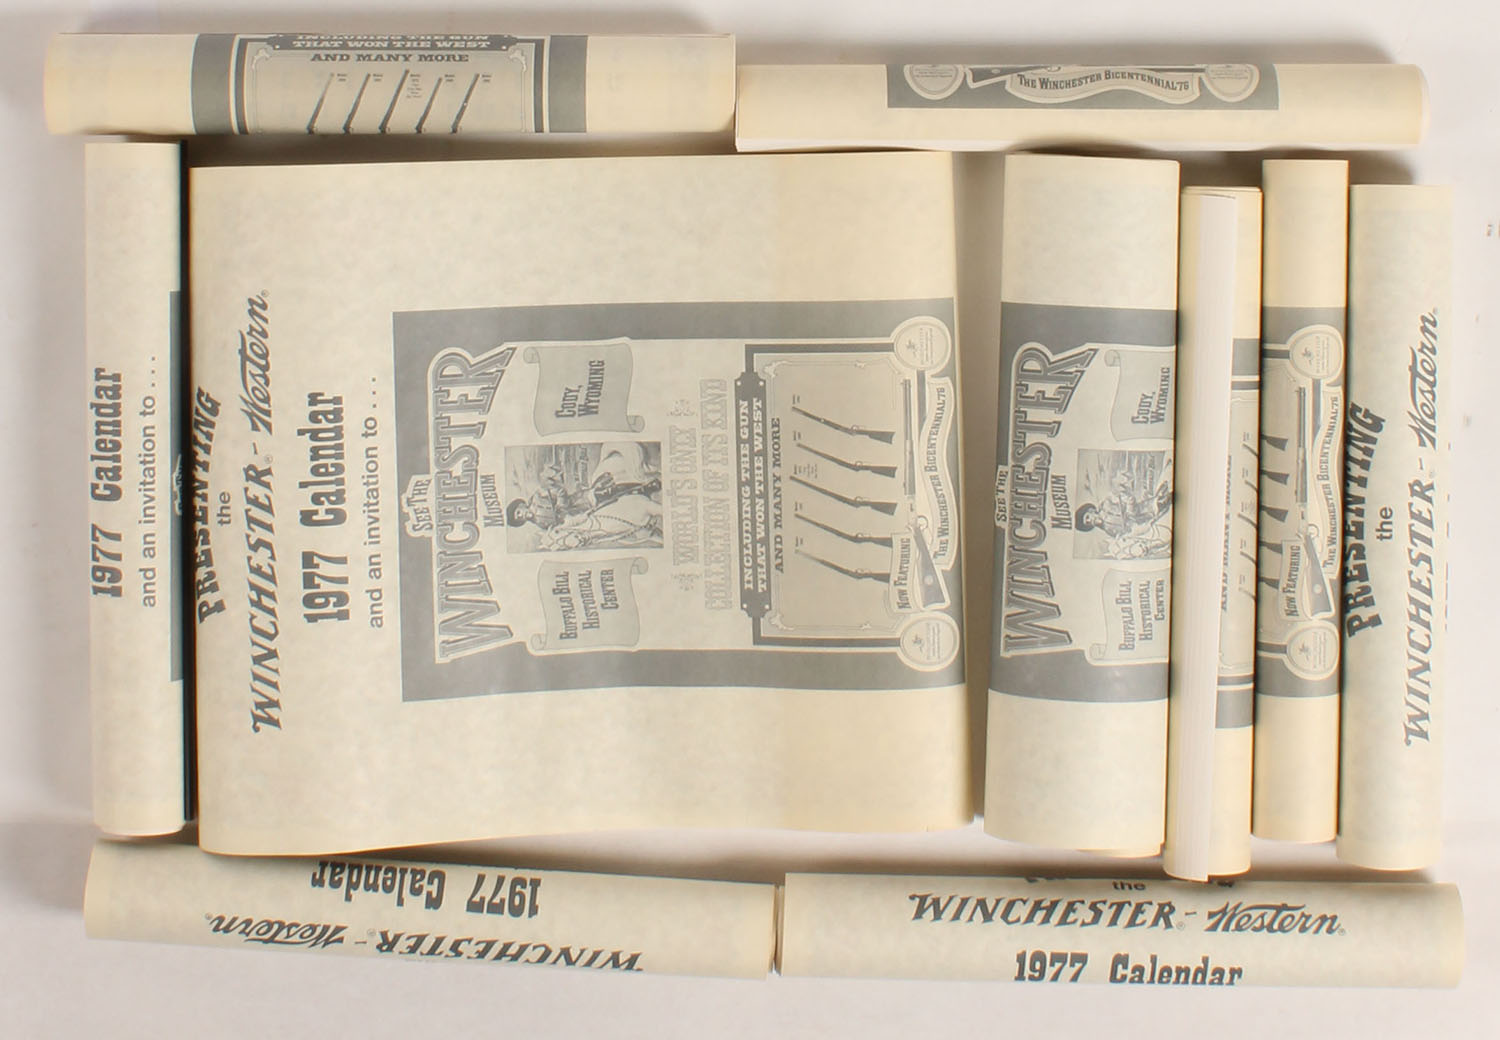 INCLUDING THE GUN
THAT WON THE WEST
AND MANY MORE
THE WINCHESTER BICENTENNIAL '76
1977 Calendar
and an invitation to...
PRESENTING
the
WINCHESTER®-Western®
1977 Calendar
and an invitation to...
SEE THE
WINCHESTER
MUSEUM
BUFFALO BILL
HISTORICAL
CENTER
CODY,
WYOMING
WORLD'S ONLY
COLLECTION OF ITS KIND
INCLUDING THE GUN
THAT WON THE WEST
AND MANY MORE
NOW FEATURING
THE WINCHESTER BICENTENNIAL '76
SEE THE
WINCHESTER
MUSEUM
BUFFALO BILL
HISTORICAL
CENTER
CODY,
WYOMING
AND MANY MORE
NOW FEATURING
THE WINCHESTER BICENTENNIAL '76
PRESENTING
the
WINCHESTER®-Western®
1977 Calendar
WINCHESTER®-Western®
the
WINCHESTER®-Western®
1977 Calendar